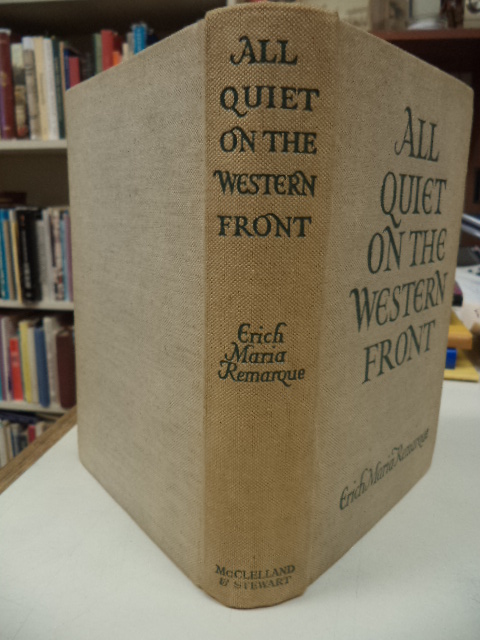 ALL
QUIET
ON THE
WESTERN
FRONT
Erich
Maria
Remarque
McCLELLAND
& STEWART
ALL
QUIET
ON THE
WESTERN
FRONT
Erich Maria Remarque